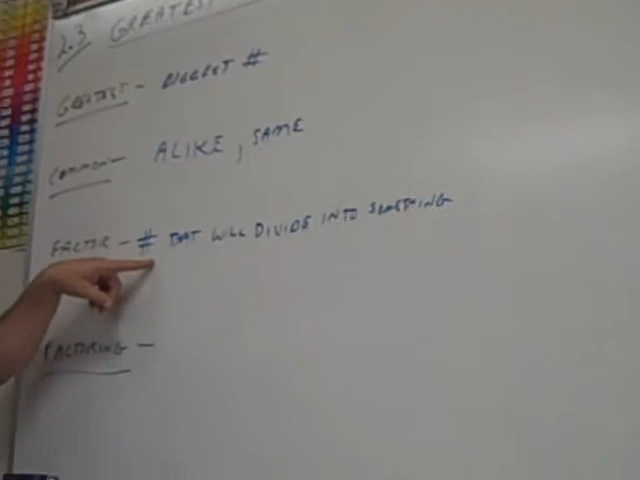 2.3 GREATEST
GREATEST - BIGGEST #
COMMON - ALIKE, SAME
FACTOR - # THAT WILL DIVIDE INTO SOMETHING
FACTORING -